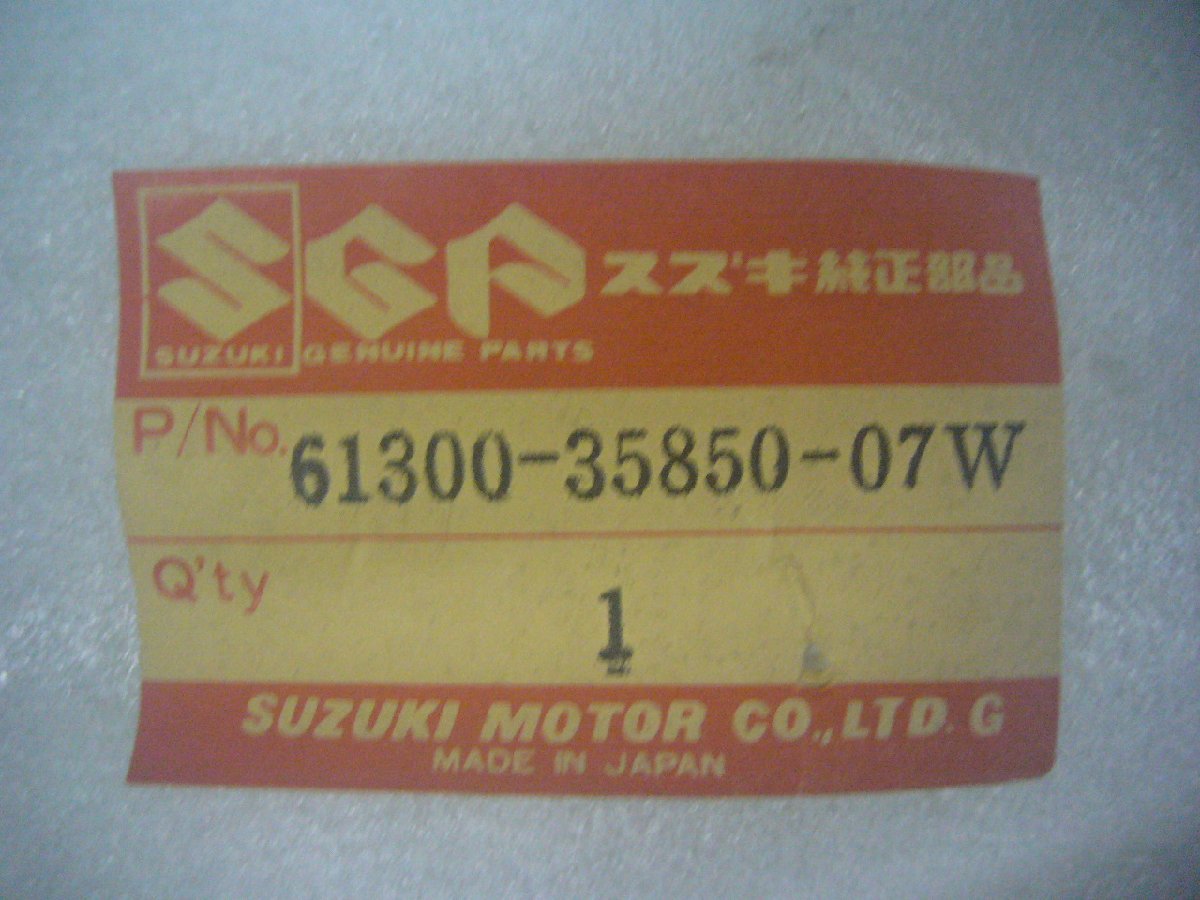 SGP スズキ純正部品
SUZUKI GENUINE PARTS
P/No. 61300-35850-07W
Q'ty 1
SUZUKI MOTOR CO.,LTD. G
MADE IN JAPAN